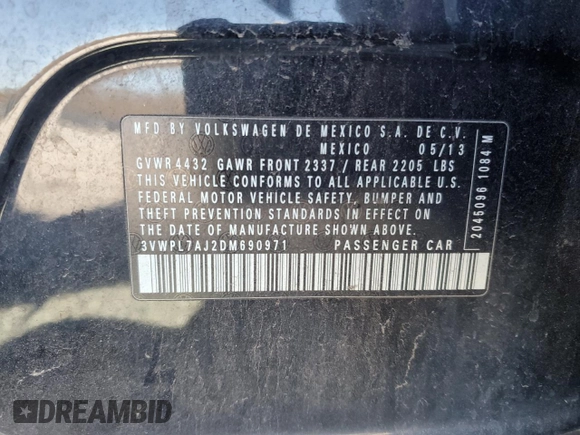 MFD BY VOLKSWAGEN DE MEXICO S.A. DE C.V.
MEXICO 05/13
GVWR 4432 GAWR FRONT 2337 / REAR 2205 LBS
THIS VEHICLE CONFORMS TO ALL APPLICABLE U.S.
FEDERAL MOTOR VEHICLE SAFETY, BUMPER AND
THEFT PREVENTION STANDARDS IN EFFECT ON
THE DATE OF MANUFACTURE SHOWN ABOVE.
3VWPL7AJ2DM690971 PASSENGER CAR
2045096 1084 M
DREAMBID